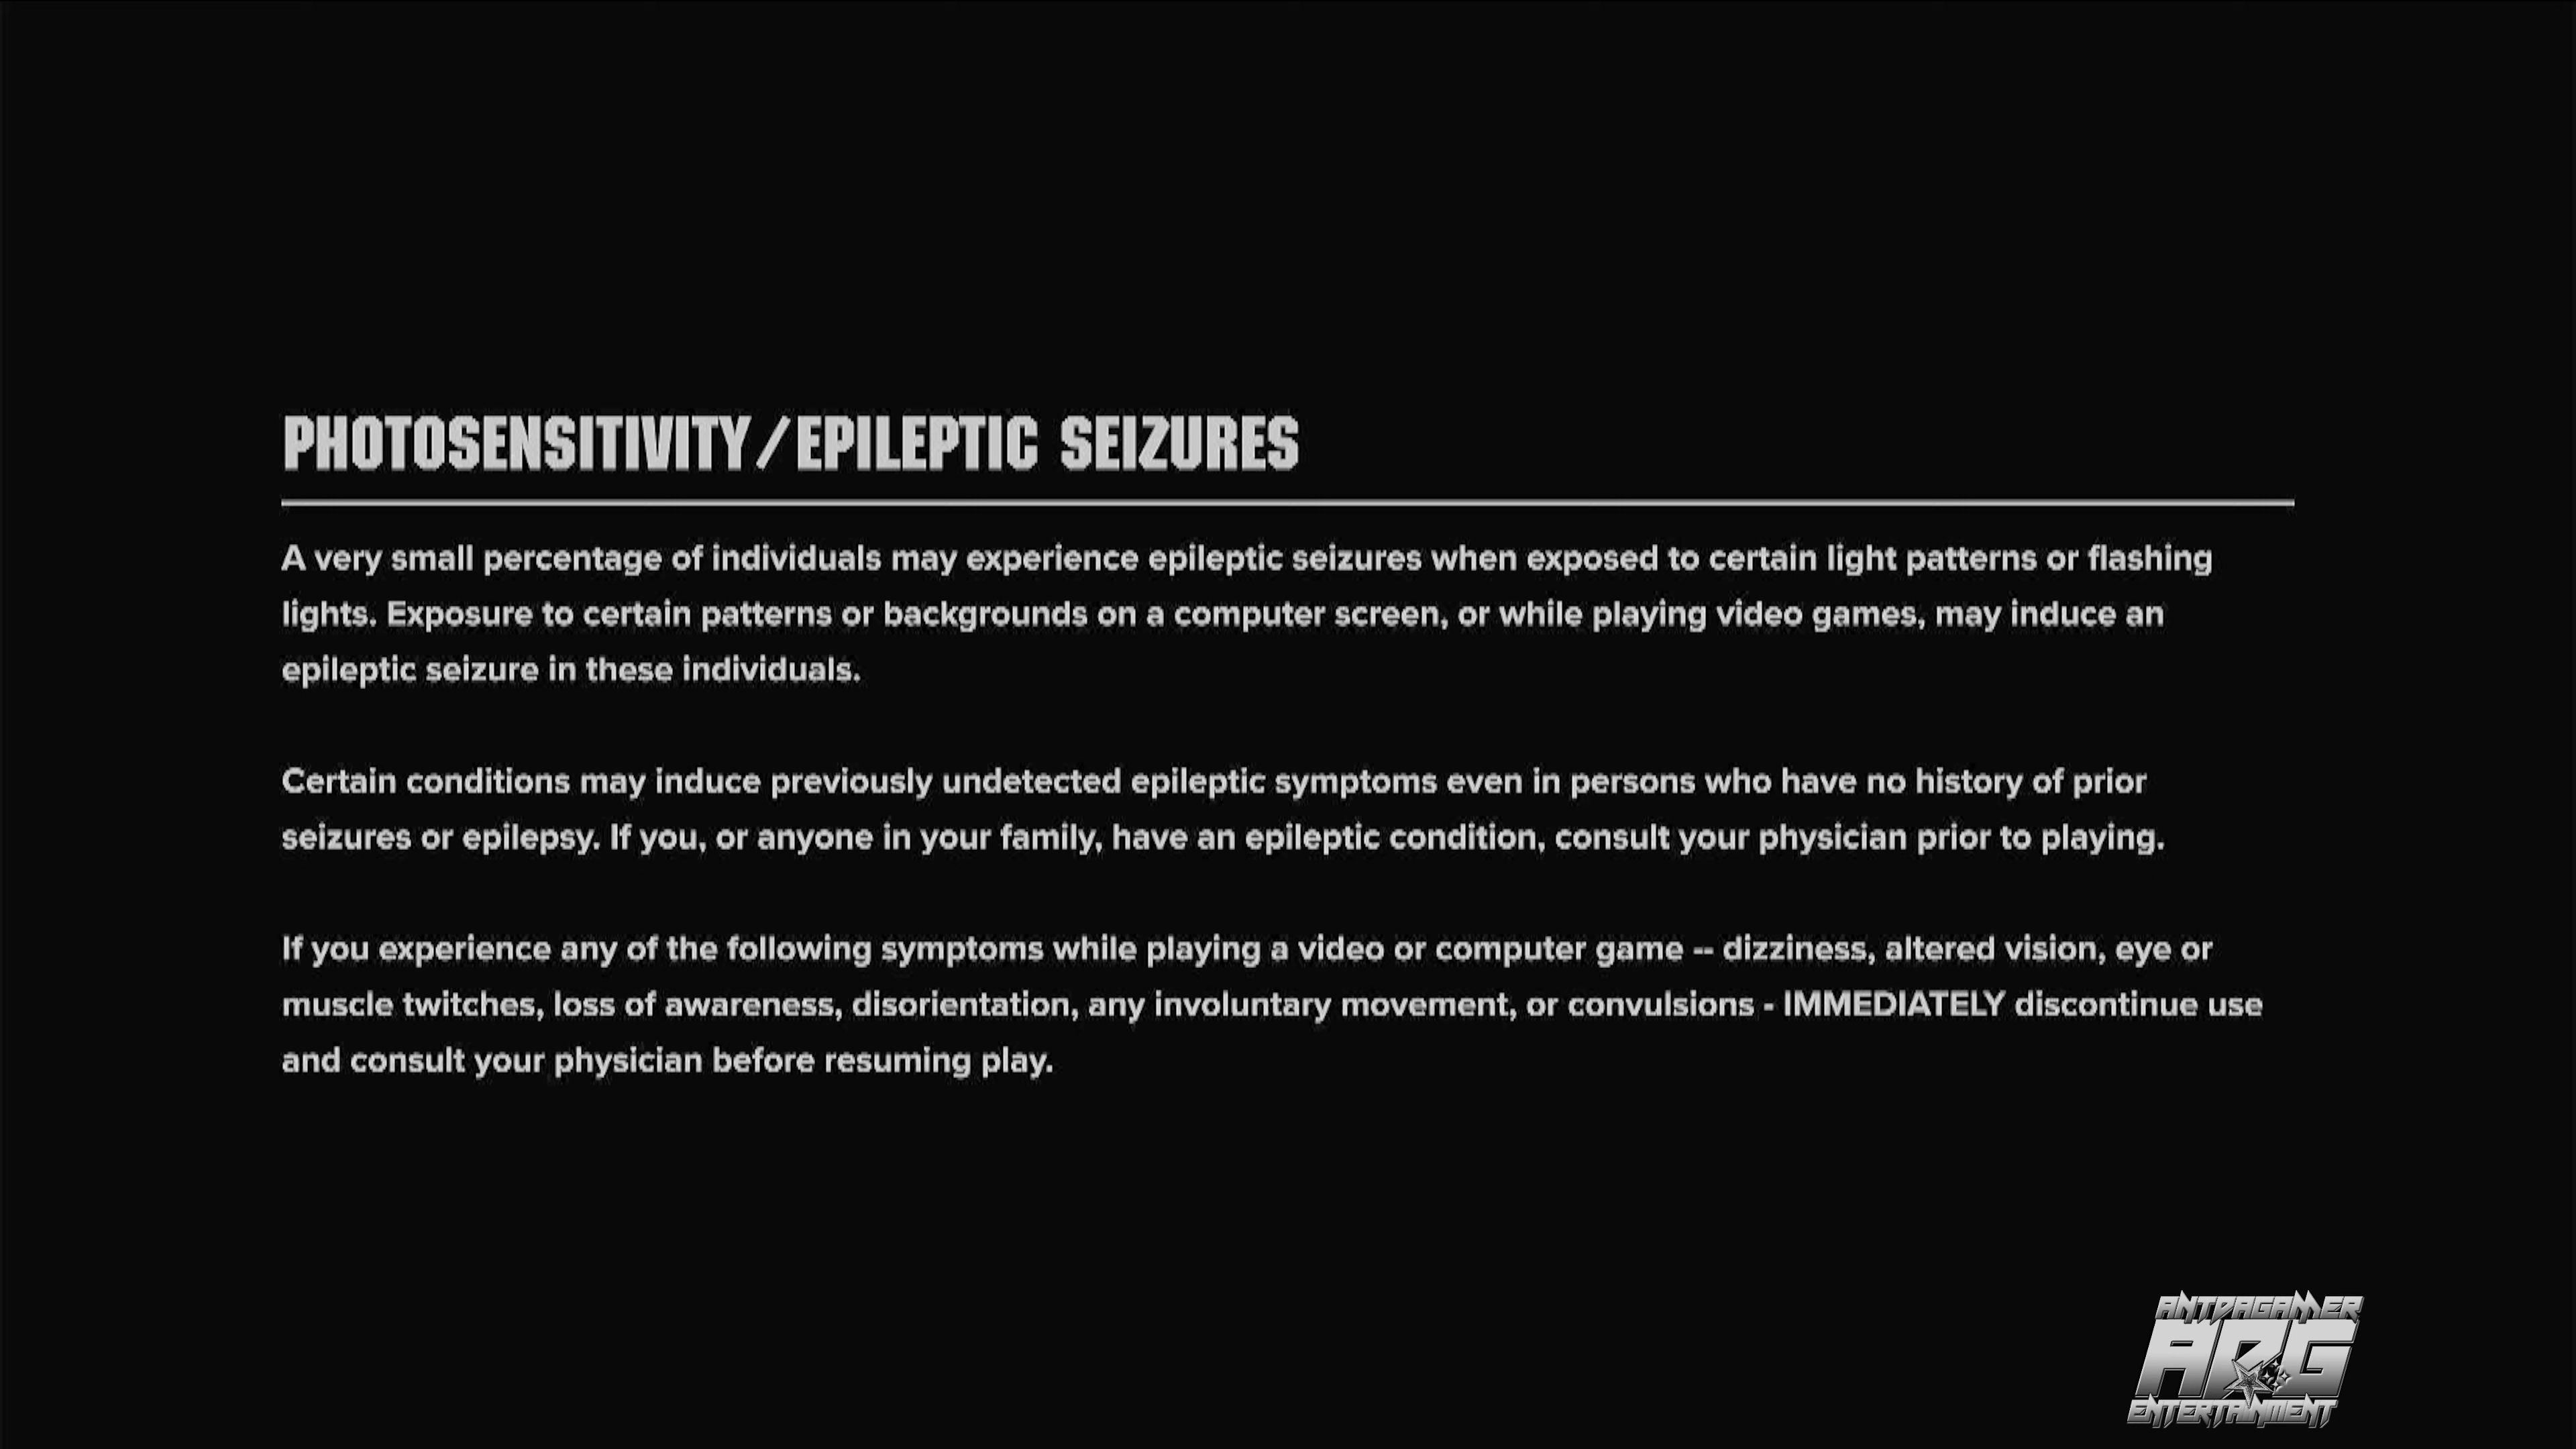 PHOTOSENSITIVITY/EPILEPTIC SEIZURES
A very small percentage of individuals may experience epileptic seizures when exposed to certain light patterns or flashing
lights. Exposure to certain patterns or backgrounds on a computer screen, or while playing video games, may induce an
epileptic seizure in these individuals.
Certain conditions may induce previously undetected epileptic symptoms even in persons who have no history of prior
seizures or epilepsy. If you, or anyone in your family, have an epileptic condition, consult your physician prior to playing.
If you experience any of the following symptoms while playing a video or computer game -- dizziness, altered vision, eye or
muscle twitches, loss of awareness, disorientation, any involuntary movement, or convulsions - IMMEDIATELY discontinue use
and consult your physician before resuming play.
ANTDAGAMER
ADG
ENTERTAINMENT